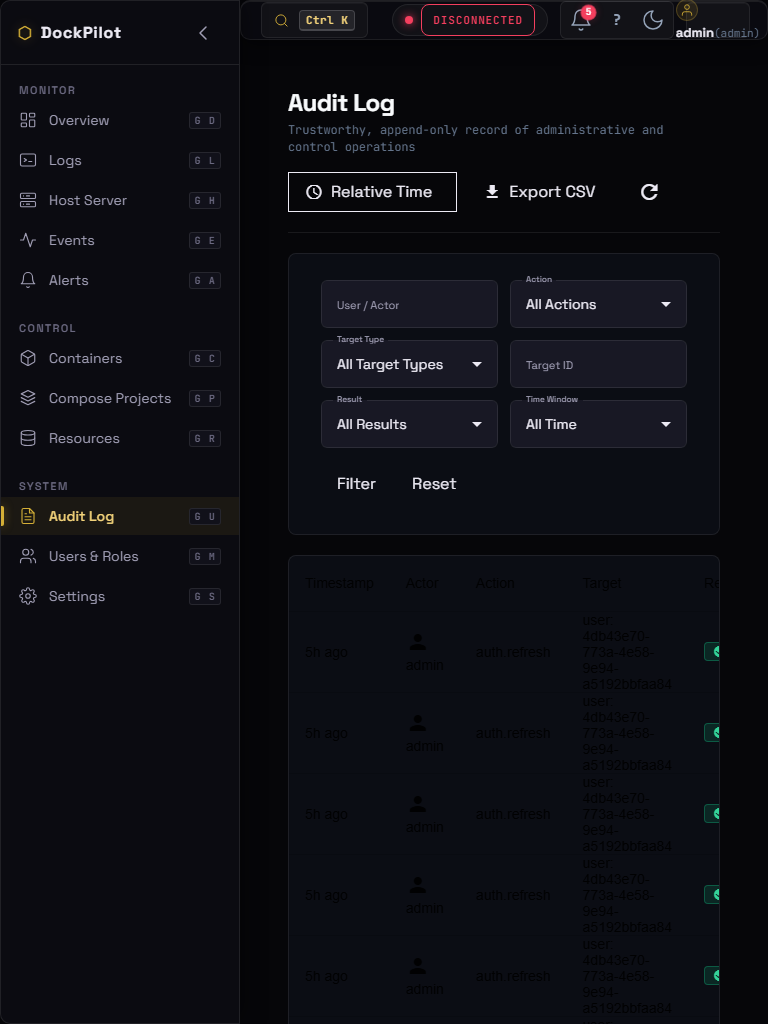 DockPilot
MONITOR
Overview G D
Logs G L
Host Server G H
Events G E
Alerts G A
CONTROL
Containers G C
Compose Projects G P
Resources G R
SYSTEM
Audit Log G U
Users & Roles G M
Settings G S
Ctrl K
DISCONNECTED
5
?
admin(admin)
Audit Log
Trustworthy, append-only record of administrative and
control operations
Relative Time
Export CSV
User / Actor
Action
All Actions
Target Type
All Target Types
Target ID
Result
All Results
Time Window
All Time
Filter
Reset
Timestamp Actor Action Target Re
5h ago admin auth.refresh
user:
4db43e70-
773a-4e58-
9e94-
a5192bbfaa84
5h ago admin auth.refresh
user:
4db43e70-
773a-4e58-
9e94-
a5192bbfaa84
5h ago admin auth.refresh
user:
4db43e70-
773a-4e58-
9e94-
a5192bbfaa84
5h ago admin auth.refresh
user:
4db43e70-
773a-4e58-
9e94-
a5192bbfaa84
5h ago admin auth.refresh
user:
4db43e70-
773a-4e58-
9e94-
a5192bbfaa84